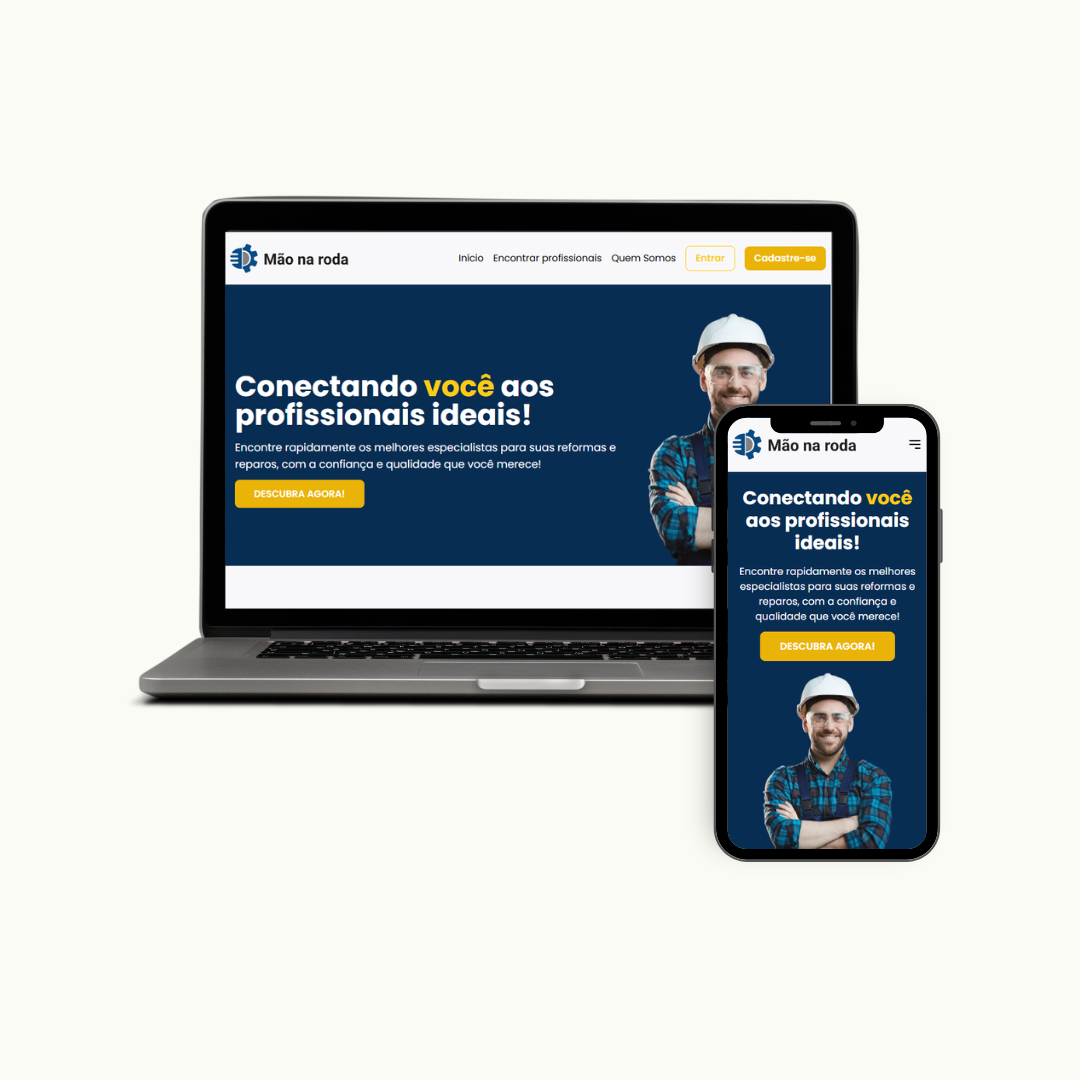 Mão na roda
Início Encontrar profissionais Quem Somos Entrar Cadastre-se
Conectando você aos
profissionais ideais!
Encontre rapidamente os melhores especialistas para suas reformas e
reparos, com a confiança e qualidade que você merece!
DESCUBRA AGORA!
Mão na roda
Conectando você
aos profissionais
ideais!
Encontre rapidamente os melhores
especialistas para suas reformas e
reparos, com a confiança e
qualidade que você merece!
DESCUBRA AGORA!